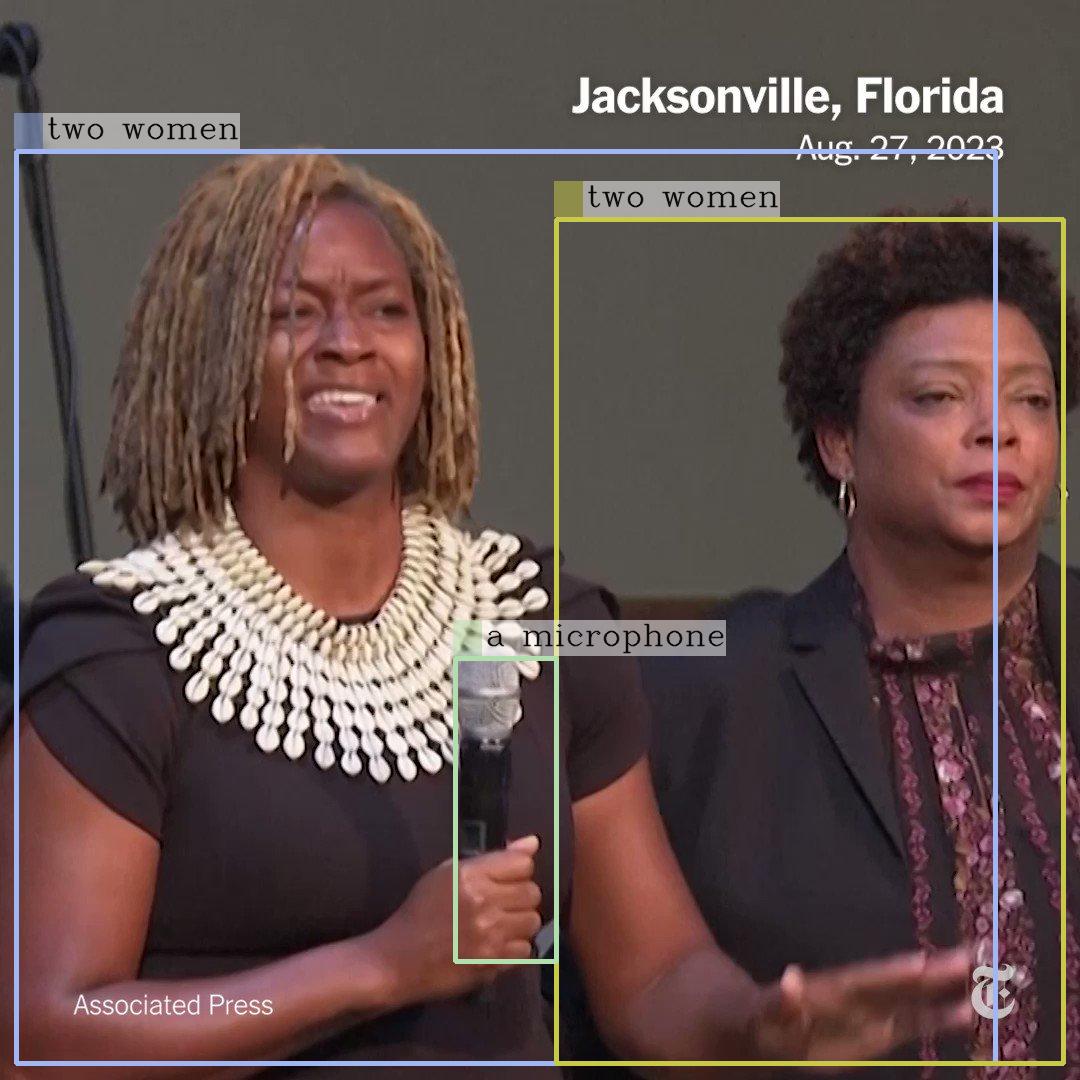 Jacksonville, Florida
Aug. 27, 2023
two women
two women
a microphone
Associated Press
T